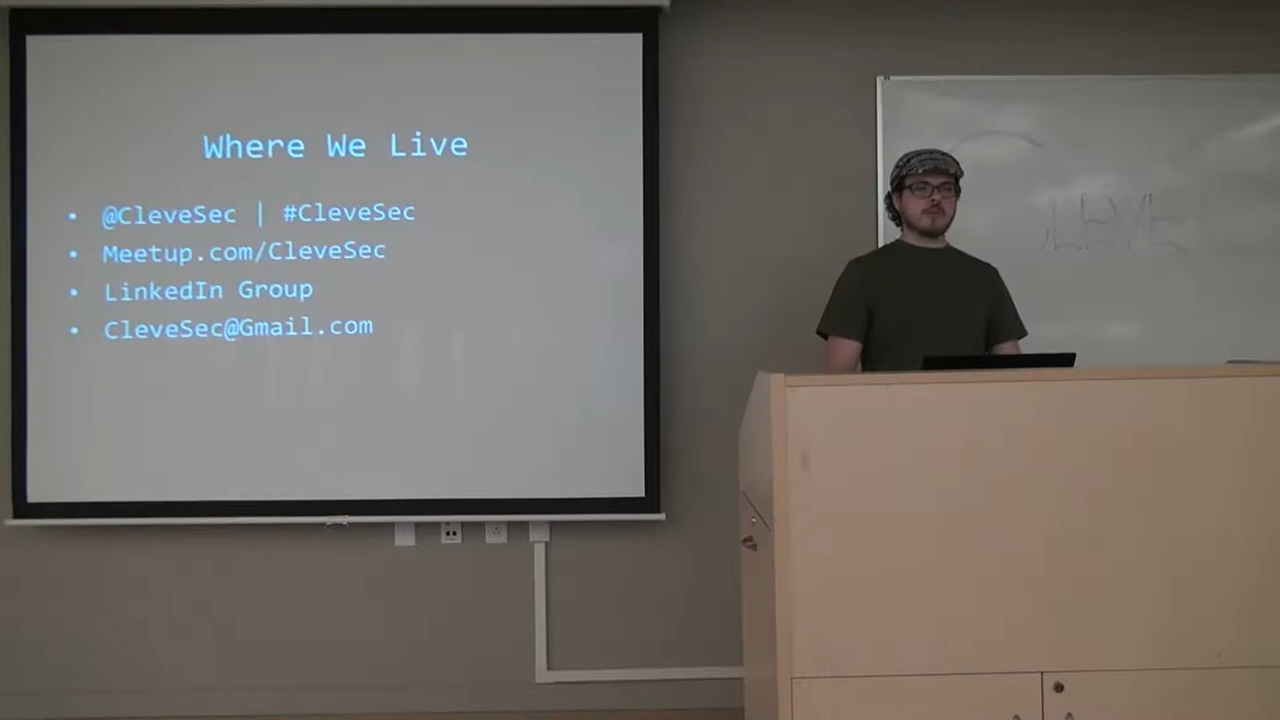 Where We Live
• @CleveSec | #CleveSec
• Meetup.com/CleveSec
• LinkedIn Group
• CleveSec@Gmail.com